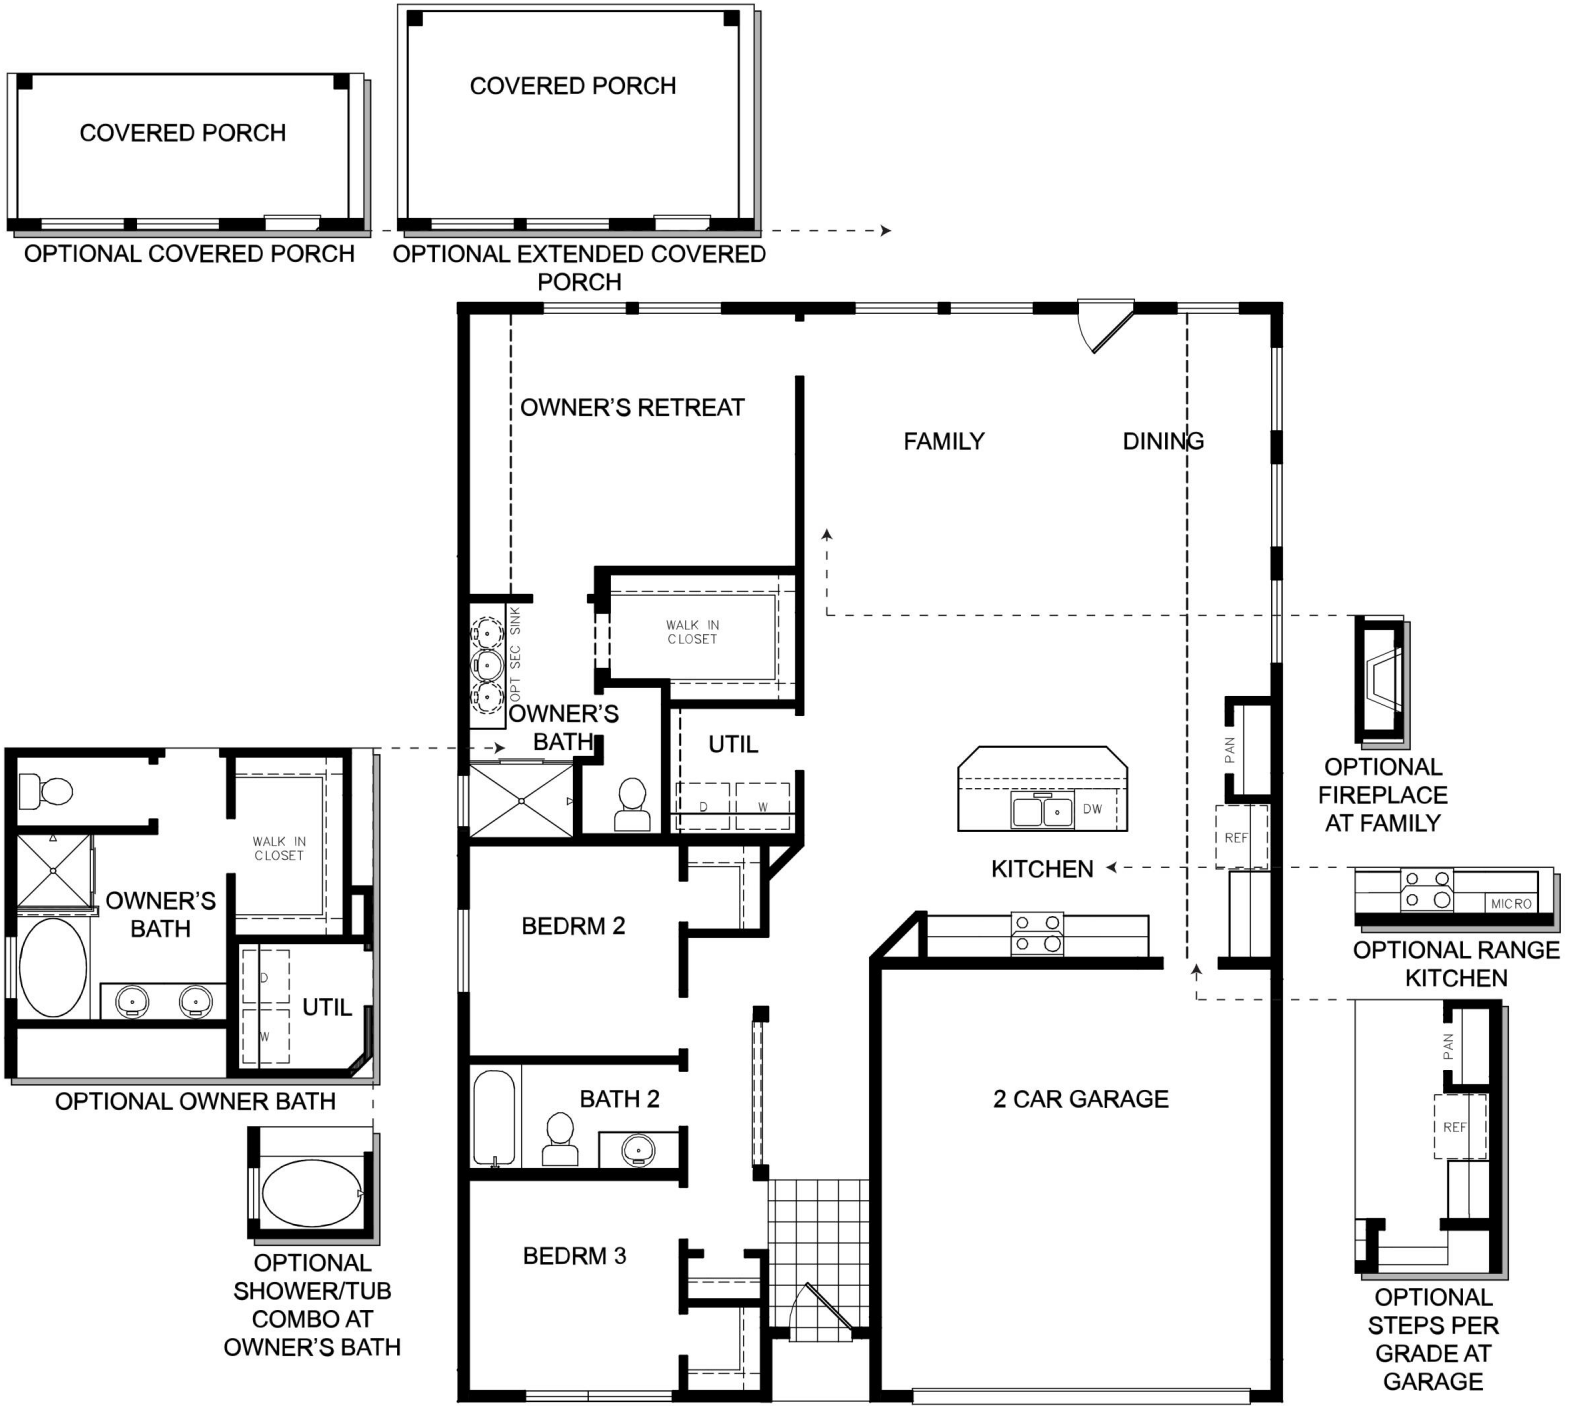 COVERED PORCH
OPTIONAL COVERED PORCH
COVERED PORCH
OPTIONAL EXTENDED COVERED
PORCH
OWNER’S RETREAT
FAMILY
DINING
WALK IN
CLOSET
OPT SEC SINK
OWNER’S
BATH
UTIL
D
W
PAN
DW
REF
KITCHEN
BEDRM 2
BATH 2
BEDRM 3
2 CAR GARAGE
WALK IN
CLOSET
OWNER’S
BATH
D
W
UTIL
OPTIONAL OWNER BATH
OPTIONAL
SHOWER/TUB
COMBO AT
OWNER’S BATH
OPTIONAL
FIREPLACE
AT FAMILY
MICRO
OPTIONAL RANGE
KITCHEN
PAN
REF
OPTIONAL
STEPS PER
GRADE AT
GARAGE